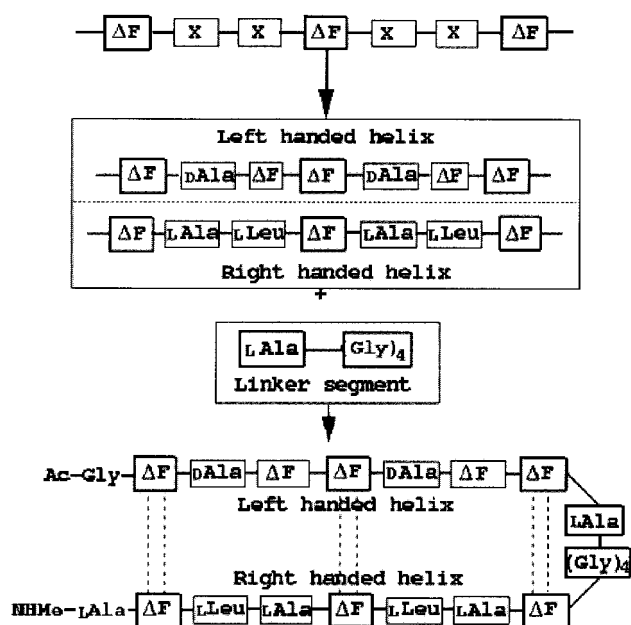 ΔF X X ΔF X X ΔF
Left handed helix
ΔF DAla ΔF ΔF DAla ΔF ΔF
ΔF LAla LLeu ΔF LAla LLeu ΔF
Right handed helix
+
LAla Gly)4
Linker segment
Ac-Gly- ΔF DAla ΔF ΔF DAla ΔF ΔF
Left handed helix
LAla
(Gly)4
Right handed helix
NHMe-LAla ΔF LLeu LAla ΔF LLeu LAla ΔF